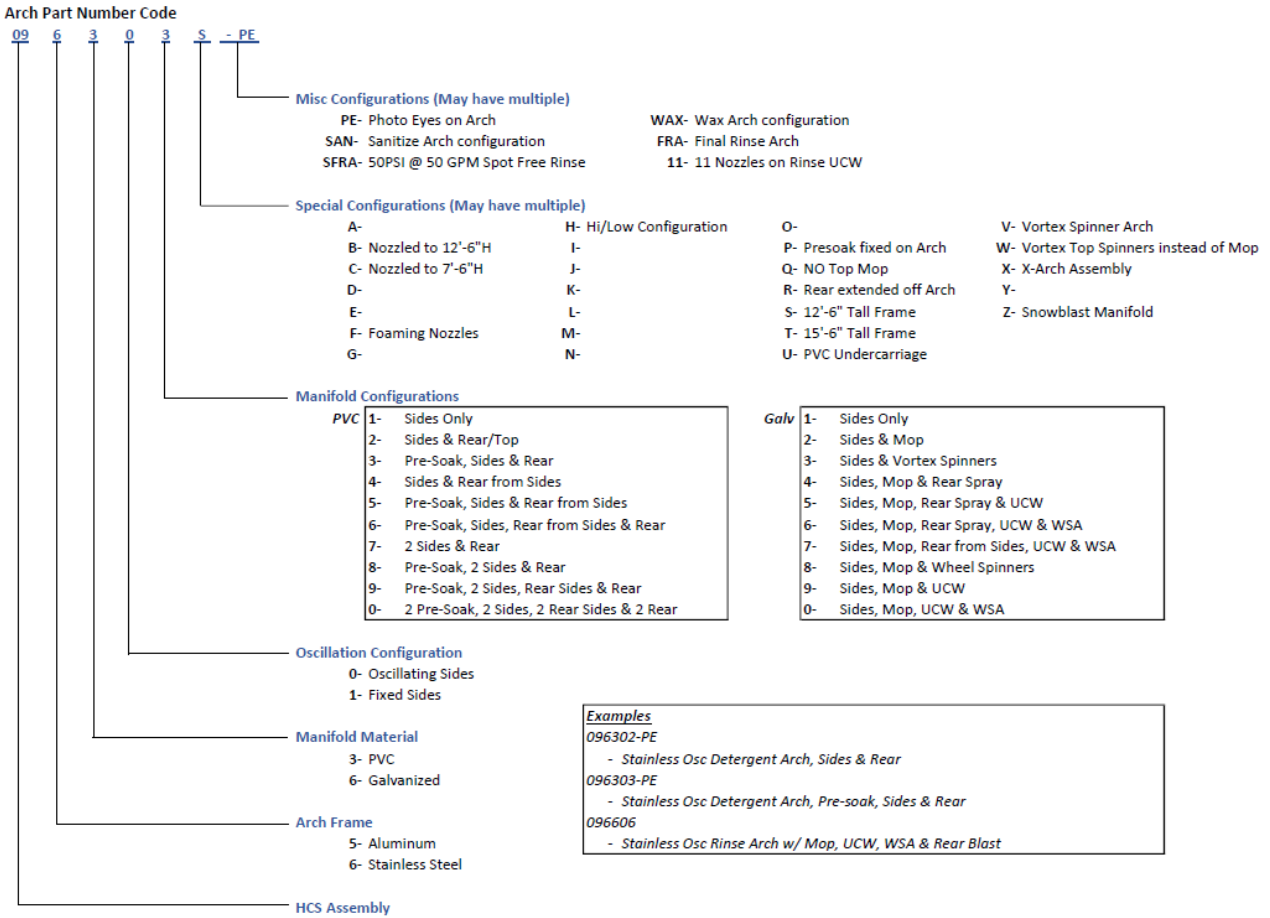 Arch Part Number Code
09 6 3 0 3 S - PE
Misc Configurations (May have multiple)
PE- Photo Eyes on Arch WAX- Wax Arch configuration
SAN- Sanitize Arch configuration FRA- Final Rinse Arch
SFRA- 50PSI @ 50 GPM Spot Free Rinse 11- 11 Nozzles on Rinse UCW
Special Configurations (May have multiple)
A- H- Hi/Low Configuration O- V- Vortex Spinner Arch
B- Nozzled to 12'-6"H I- P- Presoak fixed on Arch W- Vortex Top Spinners instead of Mop
C- Nozzled to 7'-6"H J- Q- NO Top Mop X- X-Arch Assembly
D- K- R- Rear extended off Arch Y-
E- L- S- 12'-6" Tall Frame Z- Snowblast Manifold
F- Foaming Nozzles M- T- 15'-6" Tall Frame
G- N- U- PVC Undercarriage
Manifold Configurations
PVC 1- Sides Only Galv 1- Sides Only
2- Sides & Rear/Top 2- Sides & Mop
3- Pre-Soak, Sides & Rear 3- Sides & Vortex Spinners
4- Sides & Rear from Sides 4- Sides, Mop & Rear Spray
5- Pre-Soak, Sides & Rear from Sides 5- Sides, Mop, Rear Spray & UCW
6- Pre-Soak, Sides, Rear from Sides & Rear 6- Sides, Mop, Rear Spray, UCW & WSA
7- 2 Sides & Rear 7- Sides, Mop, Rear from Sides, UCW & WSA
8- Pre-Soak, 2 Sides & Rear 8- Sides, Mop & Wheel Spinners
9- Pre-Soak, 2 Sides, Rear Sides & Rear 9- Sides, Mop & UCW
0- 2 Pre-Soak, 2 Sides, 2 Rear Sides & 2 Rear 0- Sides, Mop, UCW & WSA
Oscillation Configuration
0- Oscillating Sides
1- Fixed Sides
Manifold Material
3- PVC
6- Galvanized
Arch Frame
5- Aluminum
6- Stainless Steel
HCS Assembly
Examples
096302-PE
- Stainless Osc Detergent Arch, Sides & Rear
096303-PE
- Stainless Osc Detergent Arch, Pre-soak, Sides & Rear
096606
- Stainless Osc Rinse Arch w/ Mop, UCW, WSA & Rear Blast